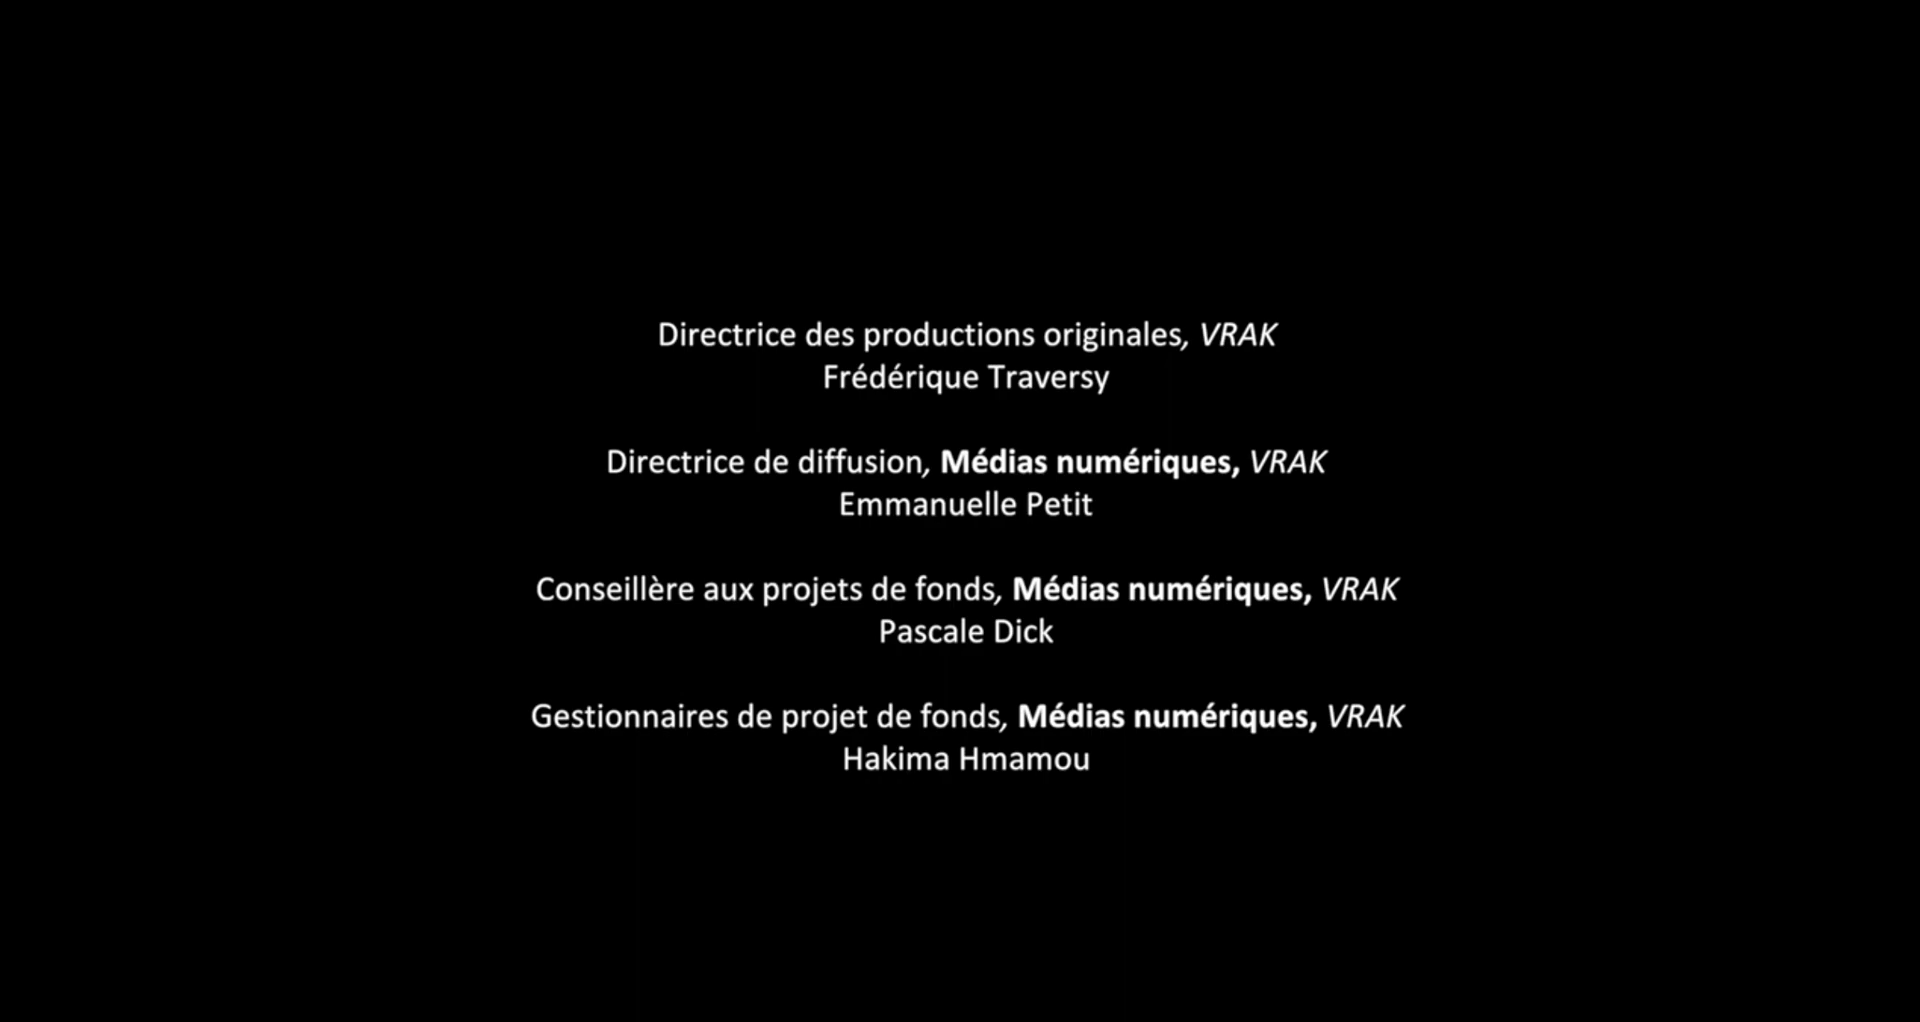 Directrice des productions originales, VRAK
Frédérique Traversy
Directrice de diffusion, Médias numériques, VRAK
Emmanuelle Petit
Conseillère aux projets de fonds, Médias numériques, VRAK
Pascale Dick
Gestionnaires de projet de fonds, Médias numériques, VRAK
Hakima Hmamou